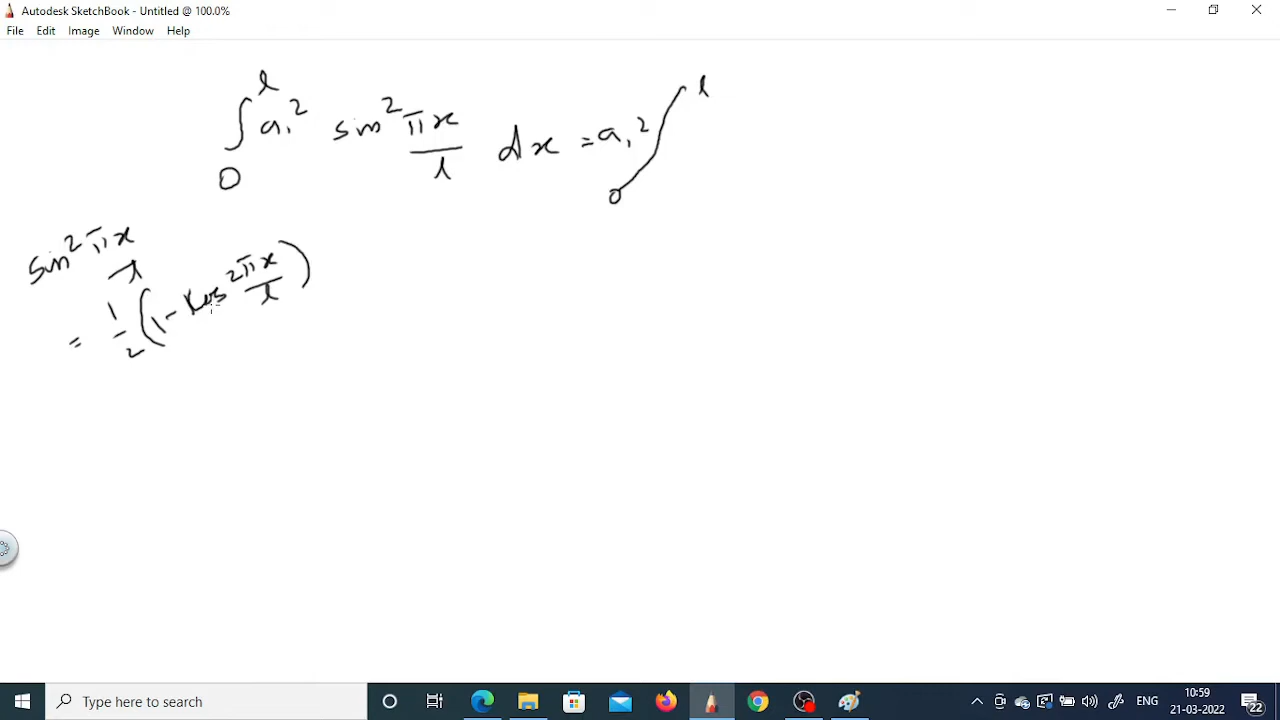 Autodesk SketchBook - Untitled @ 100.0%
File Edit Image Window Help
∫₀ˡ a₁² sin² πx/l dx = a₁² ∫₀ˡ
sin² πx/l
= 1/2 (1 - cos 2πx/l)
Type here to search
ENG
10:59
21-03-2022
22